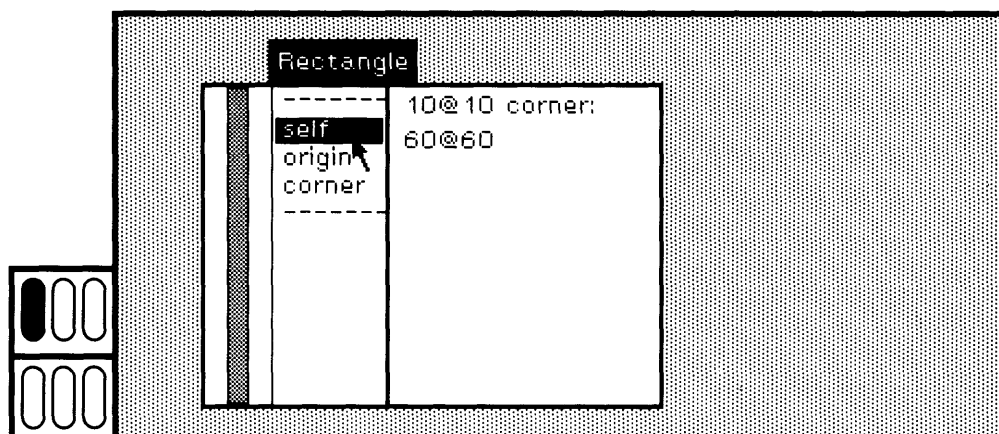 Rectangle
----------
self
origin
corner
----------
10@10 corner:
60@60